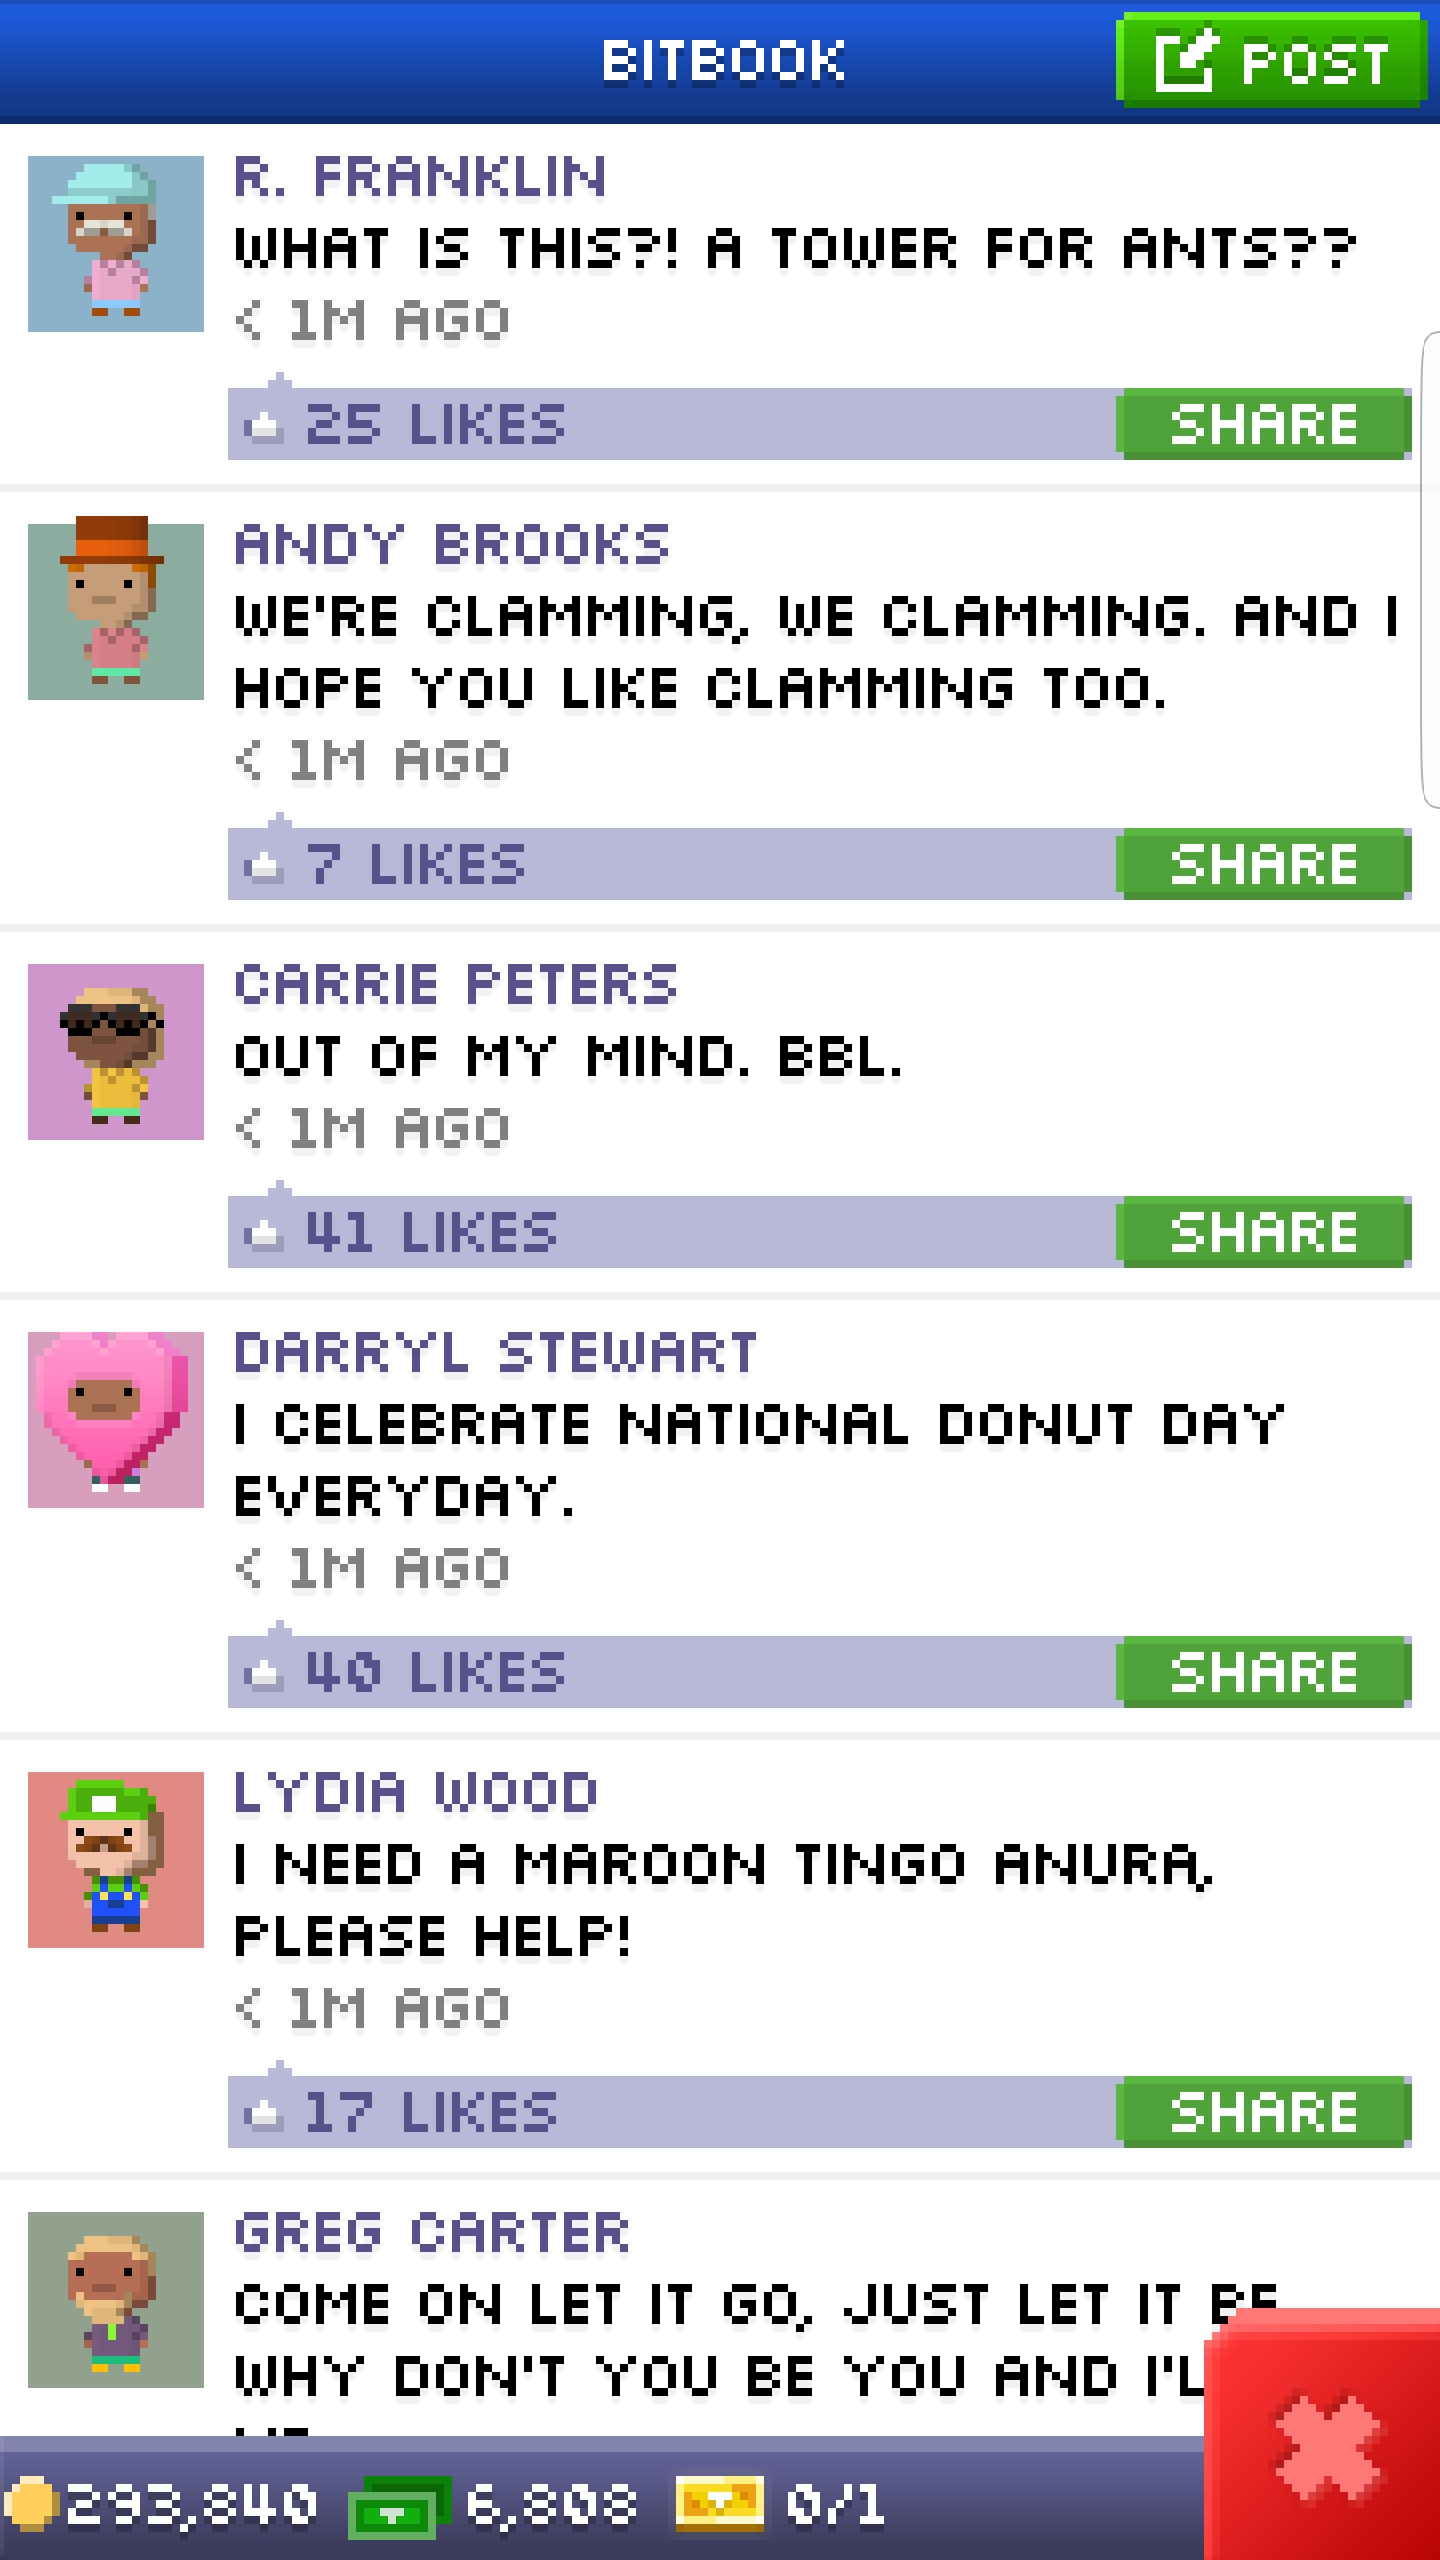 BITBOOK
POST
R. FRANKLIN
WHAT IS THIS?! A TOWER FOR ANTS??
< 1M AGO
25 LIKES
SHARE
ANDY BROOKS
WE'RE CLAMMING, WE CLAMMING. AND I
HOPE YOU LIKE CLAMMING TOO.
< 1M AGO
7 LIKES
SHARE
CARRIE PETERS
OUT OF MY MIND. BBL.
< 1M AGO
41 LIKES
SHARE
DARRYL STEWART
I CELEBRATE NATIONAL DONUT DAY
EVERYDAY.
< 1M AGO
40 LIKES
SHARE
LYDIA WOOD
I NEED A MAROON TINGO ANURA,
PLEASE HELP!
< 1M AGO
17 LIKES
SHARE
GREG CARTER
COME ON LET IT GO, JUST LET IT BE
WHY DON'T YOU BE YOU AND
293,840
6,808
0/1